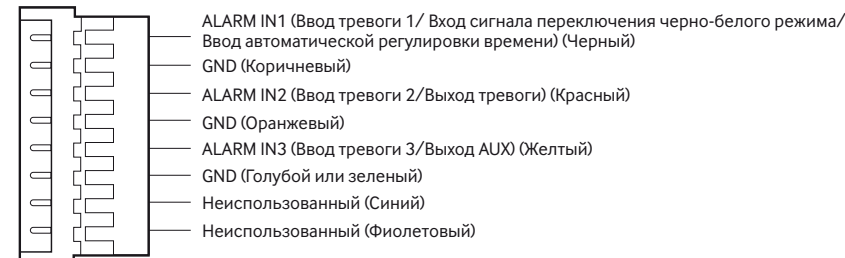 ALARM IN1 (Ввод тревоги 1/ Вход сигнала переключения черно-белого режима/
Ввод автоматической регулировки времени) (Черный)
GND (Коричневый)
ALARM IN2 (Ввод тревоги 2/Выход тревоги) (Красный)
GND (Оранжевый)
ALARM IN3 (Ввод тревоги 3/Выход AUX) (Желтый)
GND (Голубой или зеленый)
Неиспользованный (Синий)
Неиспользованный (Фиолетовый)